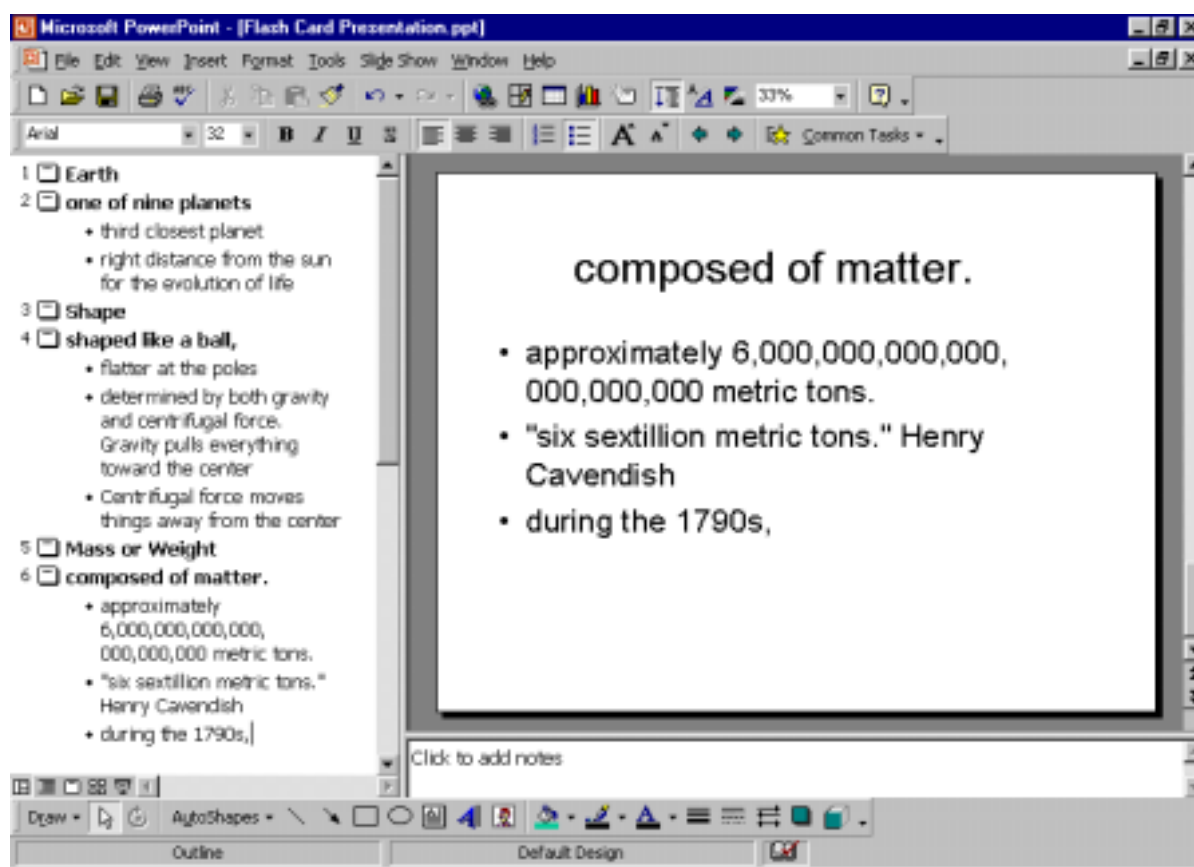 Microsoft PowerPoint - [Flash Card Presentation.ppt]
File Edit View Insert Format Tools Slide Show Window Help
33%
Arial 32 B I U S A A Common Tasks
1 Earth
2 one of nine planets
• third closest planet
• right distance from the sun
for the evolution of life
3 Shape
4 shaped like a ball,
• flatter at the poles
• determined by both gravity
and centrifugal force.
Gravity pulls everything
toward the center
• Centrifugal force moves
things away from the center
5 Mass or Weight
6 composed of matter.
• approximately
6,000,000,000,000,
000,000,000 metric tons.
• "six sextillion metric tons."
Henry Cavendish
• during the 1790s,
composed of matter.
• approximately 6,000,000,000,000,
000,000,000 metric tons.
• "six sextillion metric tons." Henry
Cavendish
• during the 1790s,
Click to add notes
Draw AutoShapes
Outline Default Design